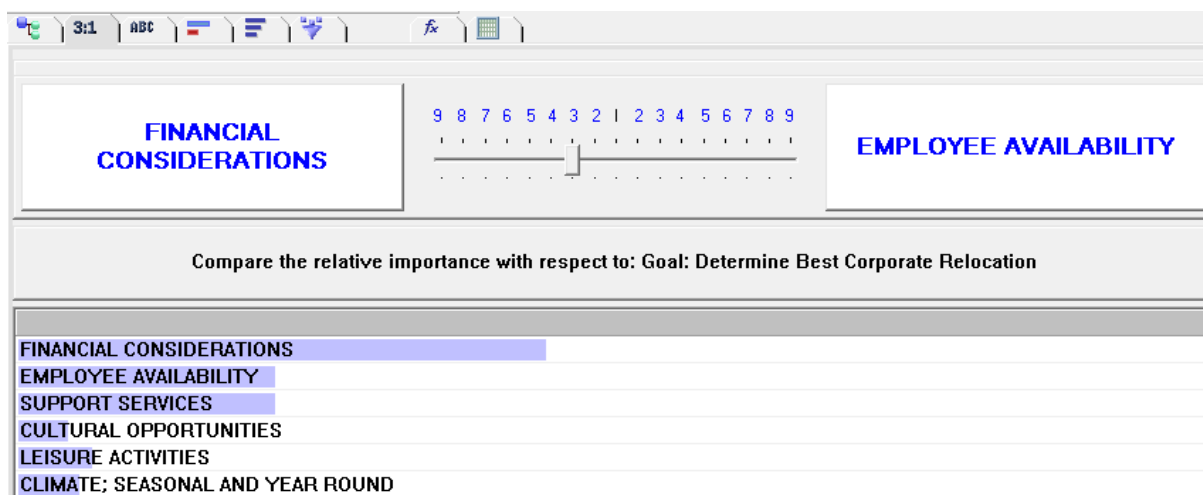 3:1 ABC fx
FINANCIAL
CONSIDERATIONS
9 8 7 6 5 4 3 2 1 2 3 4 5 6 7 8 9
EMPLOYEE AVAILABILITY
Compare the relative importance with respect to: Goal: Determine Best Corporate Relocation
FINANCIAL CONSIDERATIONS
EMPLOYEE AVAILABILITY
SUPPORT SERVICES
CULTURAL OPPORTUNITIES
LEISURE ACTIVITIES
CLIMATE; SEASONAL AND YEAR ROUND